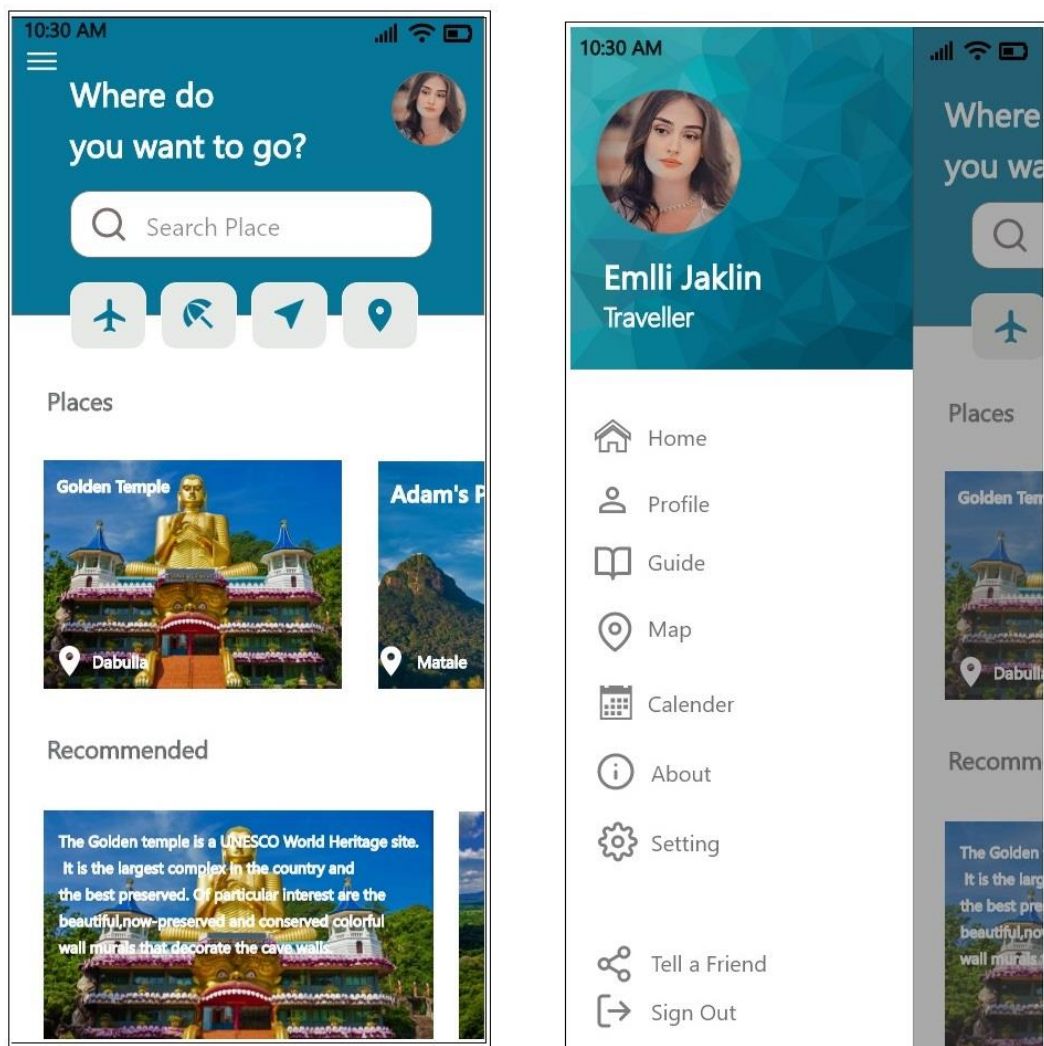 10:30 AM
Where do
you want to go?
Search Place
Places
Golden Temple
Dabulla
Adam's P
Matale
Recommended
The Golden temple is a UNESCO World Heritage site.
It is the largest complex in the country and
the best preserved. Of particular interest are the
beautiful,now-preserved and conserved colorful
wall murals that decorate the cave walls.
10:30 AM
Emlli Jaklin
Traveller
Home
Profile
Guide
Map
Calender
About
Setting
Tell a Friend
Sign Out
Where
you wa
Places
Golden Tem
Dabulla
Recomm
The Golden
It is the larg
the best pre
beautiful,no
wall murals